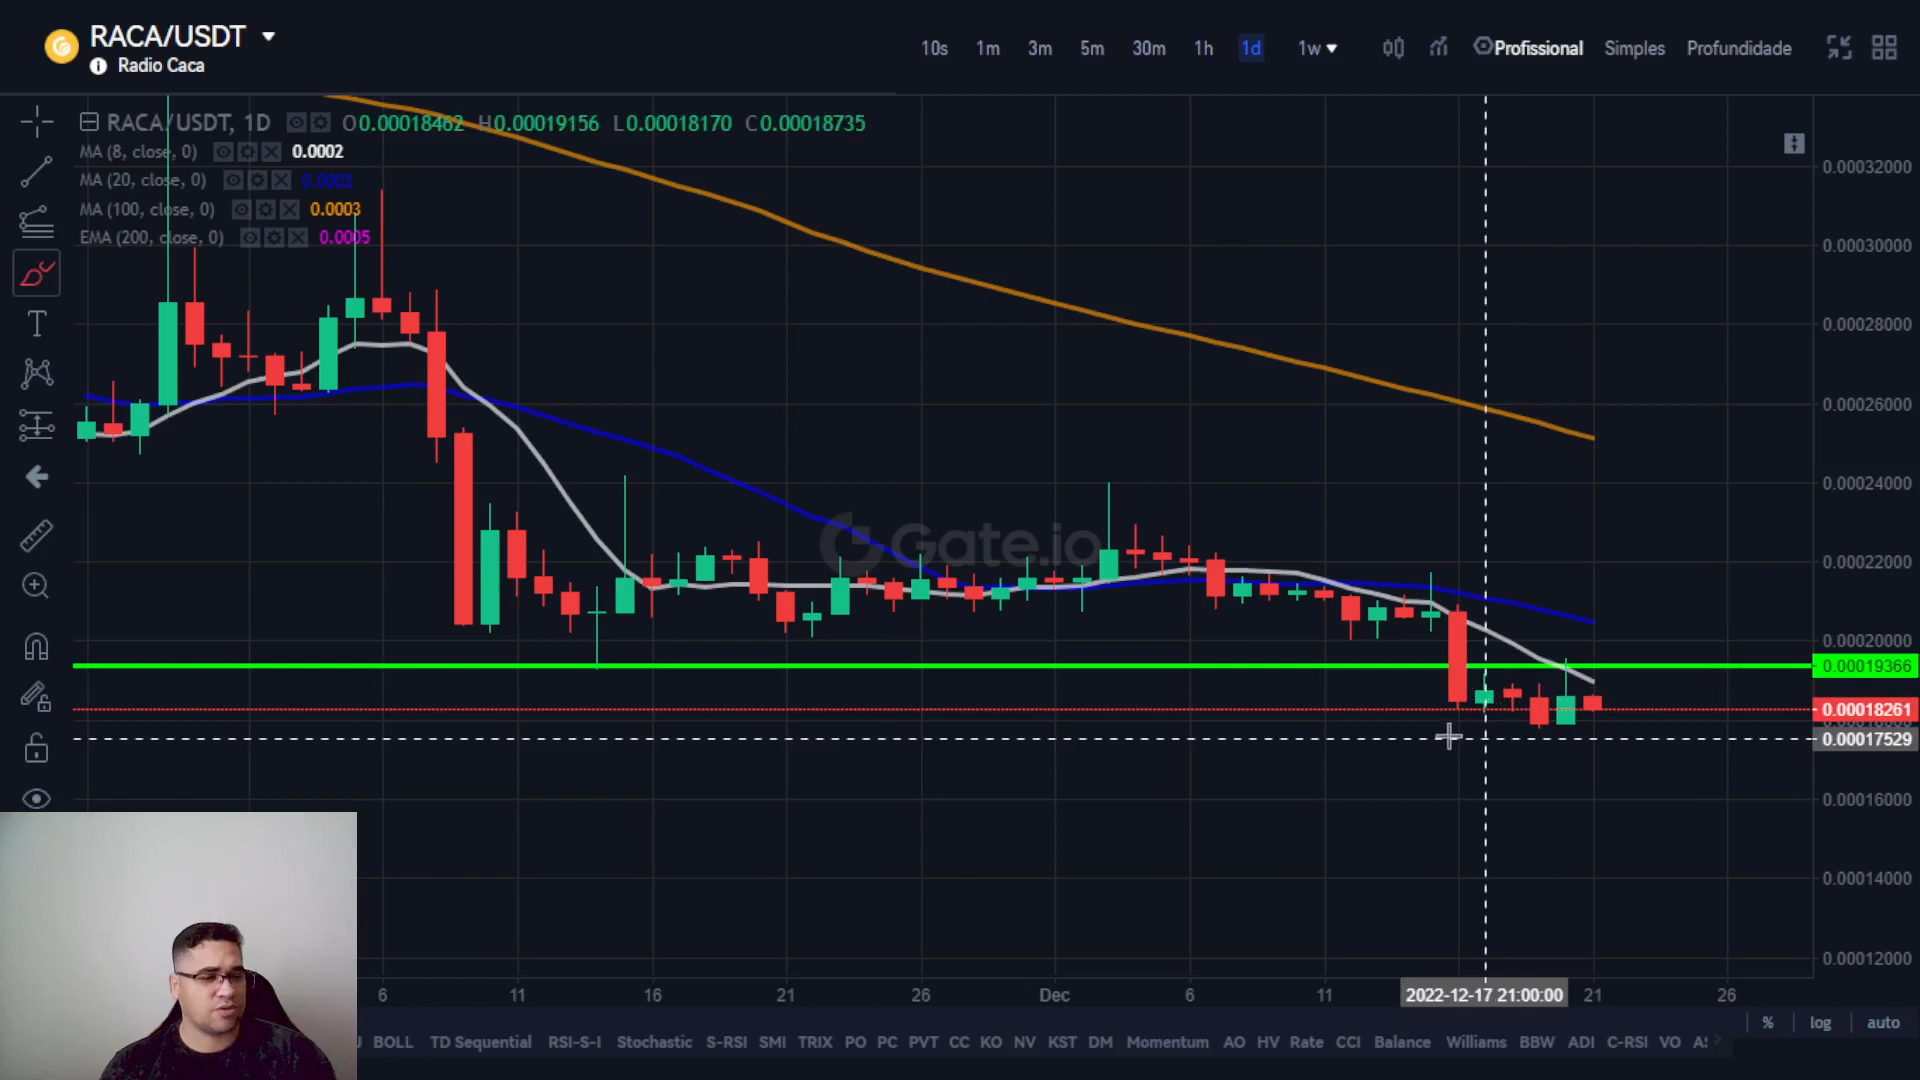 RACA/USDT
Radio Caca
10s 1m 3m 5m 30m 1h 1d 1w Profissional Simples Profundidade
RACA/USDT, 1D O0.00018462 H0.00019156 L0.00018170 C0.00018735
MA (8, close, 0) 0.0002
MA (20, close, 0) 0.0002
MA (100, close, 0) 0.0003
EMA (200, close, 0) 0.0005
Gate.io
0.00032000
0.00030000
0.00028000
0.00026000
0.00024000
0.00022000
0.00020000
0.00019366
0.00018261
0.00017529
0.00016000
0.00014000
0.00012000
6 11 16 21 26 Dec 6 11 2022-12-17 21:00:00 21 26
% log auto
BOLL TD Sequential RSI-S-I Stochastic S-RSI SMI TRIX PO PC PVT CC KO NV KST DM Momentum AO HV Rate CCI Balance Williams BBW ADI C-RSI VO